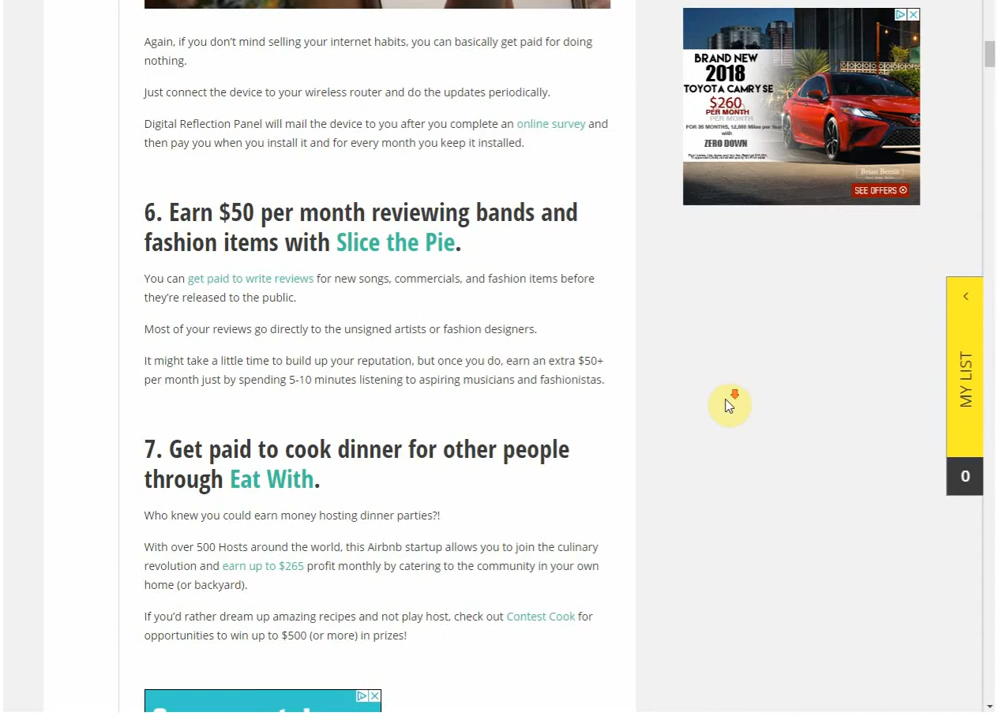 Again, if you don't mind selling your internet habits, you can basically get paid for doing
nothing.
Just connect the device to your wireless router and do the updates periodically.
Digital Reflection Panel will mail the device to you after you complete an online survey and
then pay you when you install it and for every month you keep it installed.
6. Earn $50 per month reviewing bands and
fashion items with Slice the Pie.
You can get paid to write reviews for new songs, commercials, and fashion items before
they're released to the public.
Most of your reviews go directly to the unsigned artists or fashion designers.
It might take a little time to build up your reputation, but once you do, earn an extra $50+
per month just by spending 5-10 minutes listening to aspiring musicians and fashionistas.
7. Get paid to cook dinner for other people
through Eat With.
Who knew you could earn money hosting dinner parties?!
With over 500 Hosts around the world, this Airbnb startup allows you to join the culinary
revolution and earn up to $265 profit monthly by catering to the community in your own
home (or backyard).
If you'd rather dream up amazing recipes and not play host, check out Contest Cook for
opportunities to win up to $500 (or more) in prizes!
BRAND NEW
2018
TOYOTA CAMRY SE
$260
PER MONTH
PER MONTH
FOR 36 MONTHS, 12,000 Miles per Year
ZERO DOWN
SEE OFFERS
MY LIST
0